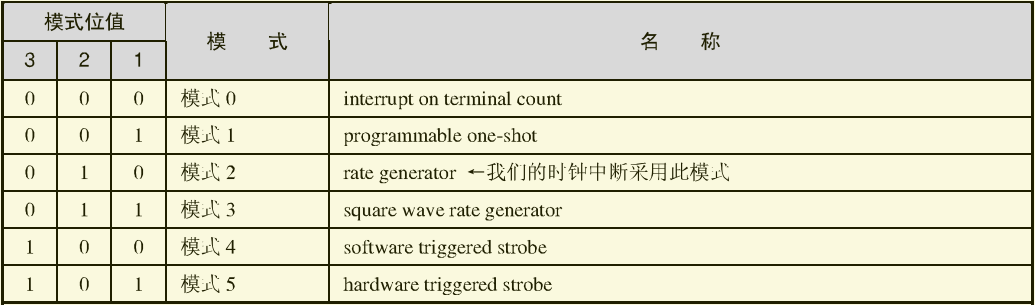 模式位值 模 式 名 称
3 2 1
0 0 0 模式 0 interrupt on terminal count
0 0 1 模式 1 programmable one-shot
0 1 0 模式 2 rate generator ←我们的时钟中断采用此模式
0 1 1 模式 3 square wave rate generator
1 0 0 模式 4 software triggered strobe
1 0 1 模式 5 hardware triggered strobe